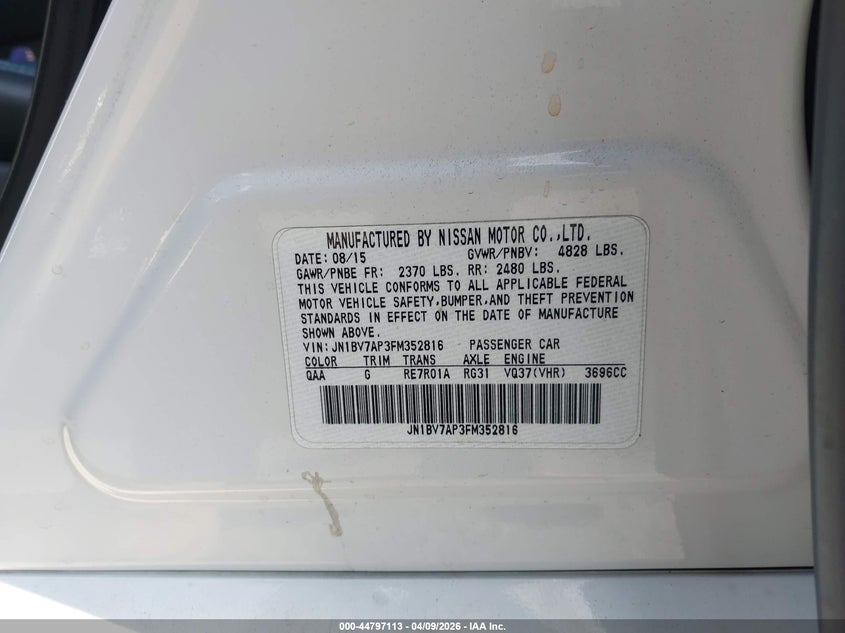 MANUFACTURED BY NISSAN MOTOR CO.,LTD.
DATE: 08/15 GVWR/PNBV: 4828 LBS.
GAWR/PNBE FR: 2370 LBS. RR: 2480 LBS.
THIS VEHICLE CONFORMS TO ALL APPLICABLE FEDERAL
MOTOR VEHICLE SAFETY,BUMPER,AND THEFT PREVENTION
STANDARDS IN EFFECT ON THE DATE OF MANUFACTURE
SHOWN ABOVE.
VIN: JN1BV7AP3FM352816 PASSENGER CAR
COLOR TRIM TRANS AXLE ENGINE
QAA G RE7R01A RG31 VQ37(VHR) 3696CC
JN1BV7AP3FM352816
000-44797113 - 04/09/2026 - IAA Inc.